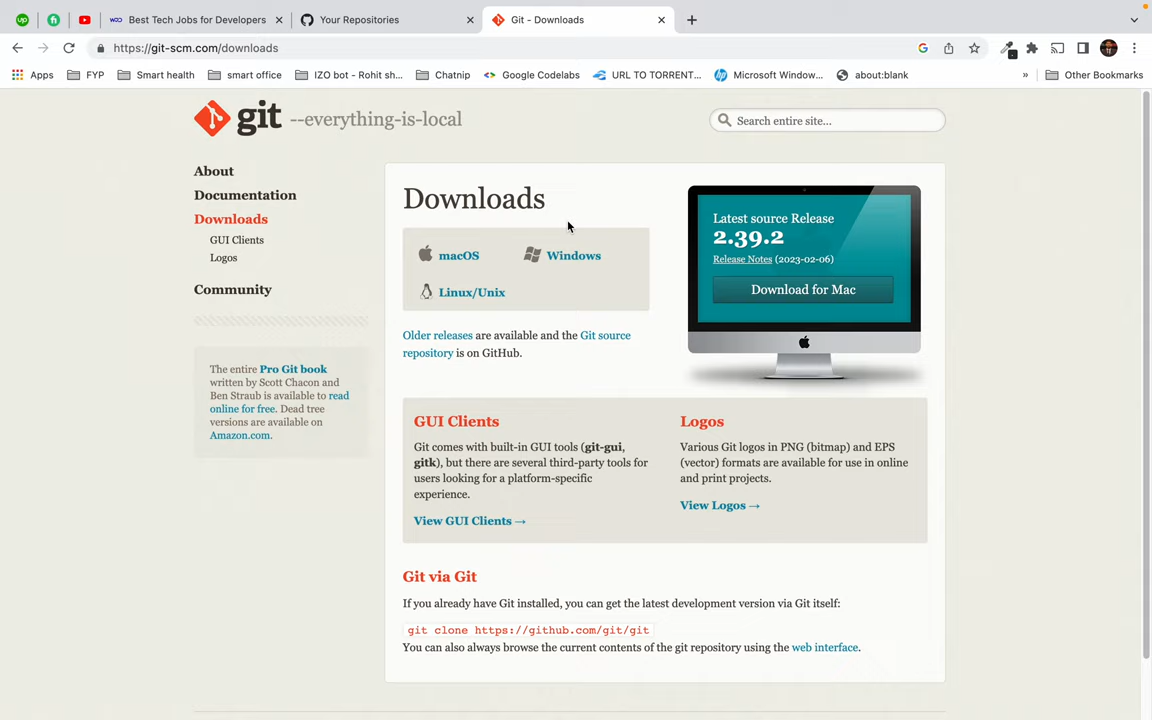 Best Tech Jobs for Developers
Your Repositories
Git - Downloads
https://git-scm.com/downloads
Apps
FYP
Smart health
smart office
IZO bot - Rohit sh...
Chatnip
Google Codelabs
URL TO TORRENT...
Microsoft Window...
about:blank
»
Other Bookmarks
git --everything-is-local
Search entire site...
About
Documentation
Downloads
GUI Clients
Logos
Community
The entire Pro Git book
written by Scott Chacon and
Ben Straub is available to read
online for free. Dead tree
versions are available on
Amazon.com.
Downloads
macOS
Windows
Linux/Unix
Older releases are available and the Git source
repository is on GitHub.
Latest source Release
2.39.2
Release Notes (2023-02-06)
Download for Mac
GUI Clients
Git comes with built-in GUI tools (git-gui,
gitk), but there are several third-party tools for
users looking for a platform-specific
experience.
View GUI Clients →
Logos
Various Git logos in PNG (bitmap) and EPS
(vector) formats are available for use in online
and print projects.
View Logos →
Git via Git
If you already have Git installed, you can get the latest development version via Git itself:
git clone https://github.com/git/git
You can also always browse the current contents of the git repository using the web interface.